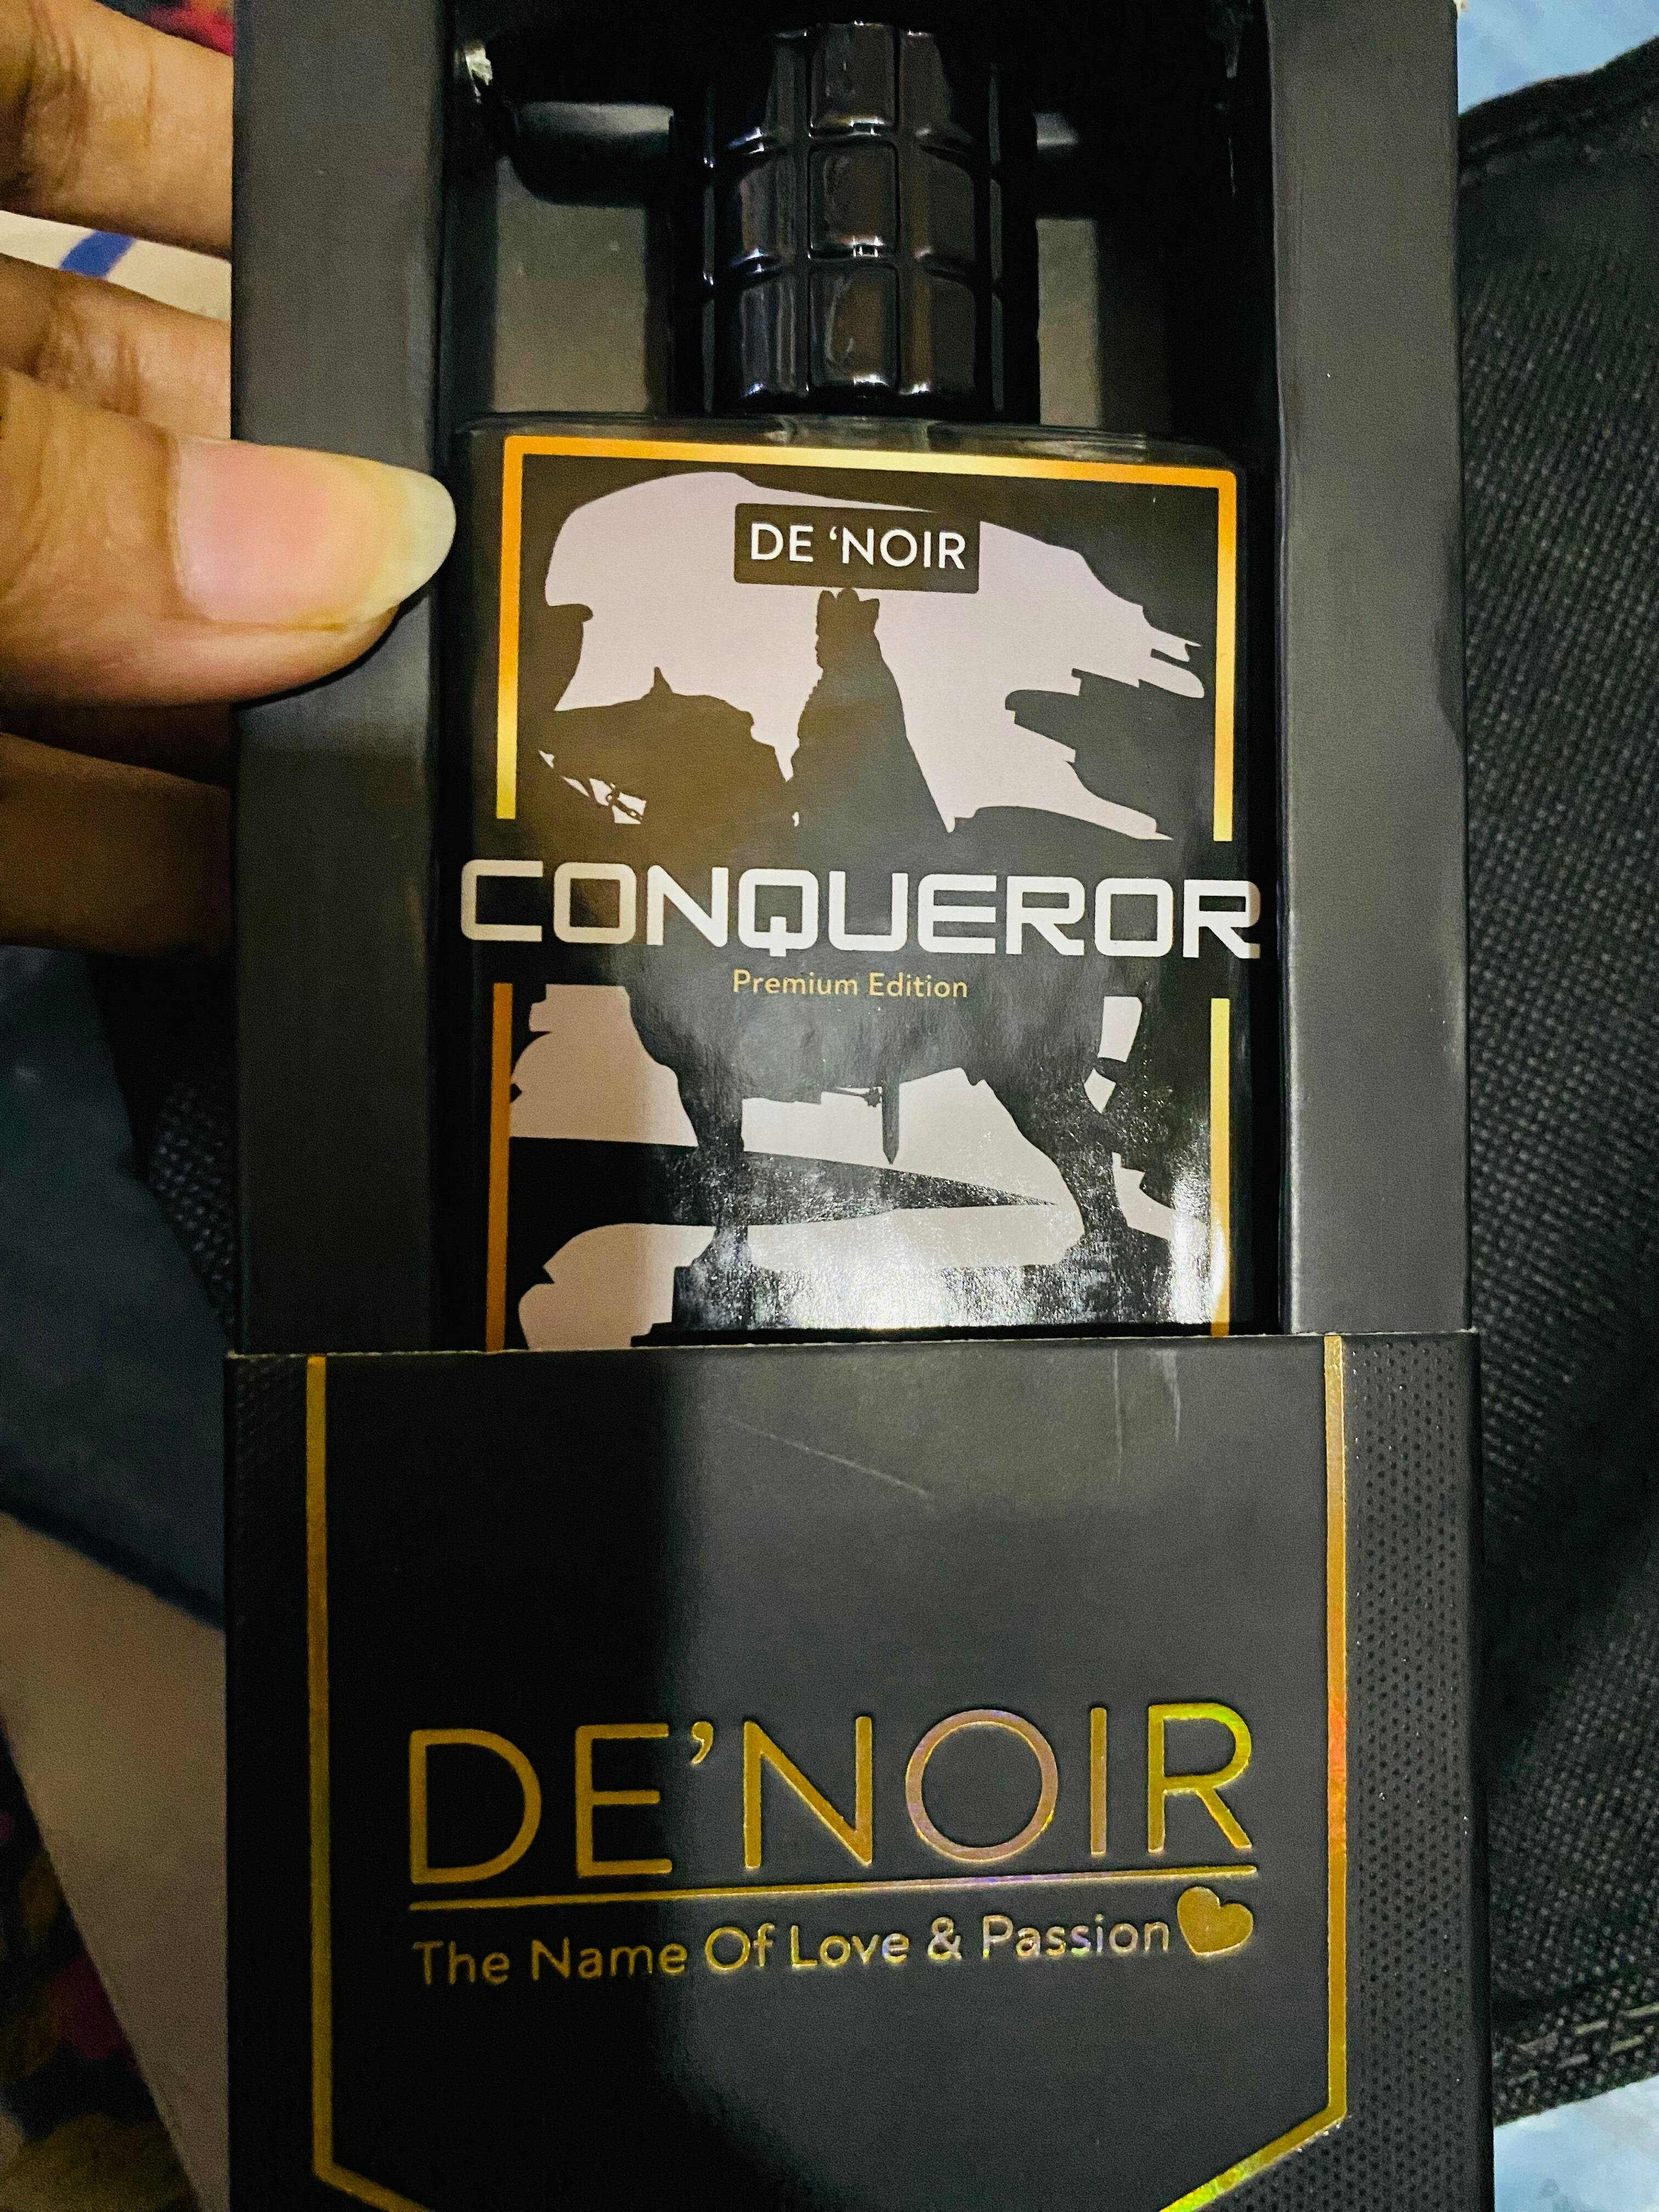 DE ‘NOIR
CONQUEROR
Premium Edition
DE’NOIR
The Name Of Love & Passion